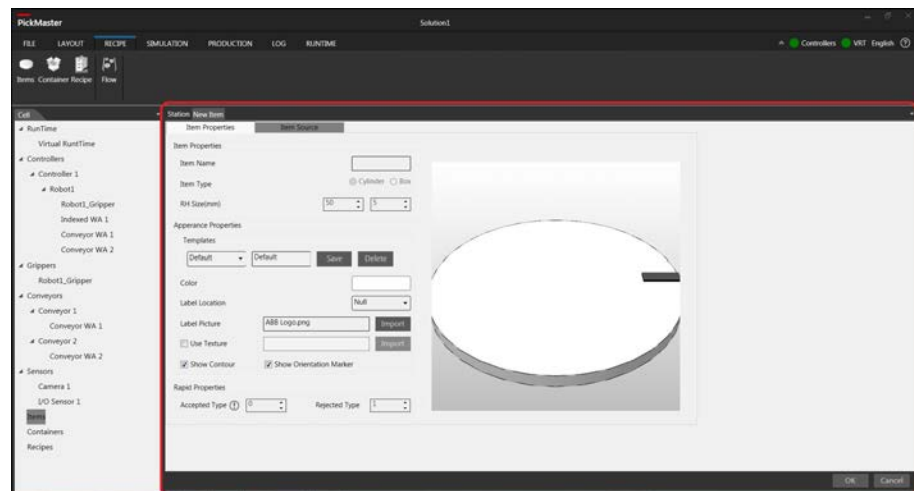 PickMaster
Solution1
FILE LAYOUT RECIPE SIMULATION PRODUCTION LOG RUNTIME
Controllers VRT English
Items Container Recipe Flow
Cell
Station New Item
RunTime
Virtual RuntTime
Controllers
Controller 1
Robot1
Robot1_Gripper
Indexed WA 1
Conveyor WA 1
Conveyor WA 2
Grippers
Robot1_Gripper
Conveyors
Conveyor 1
Conveyor WA 1
Conveyor 2
Conveyor WA 2
Sensors
Camera 1
I/O Sensor 1
Items
Containers
Recipes
Item Properties Item Source
Item Properties
Item Name
Item Type Cylinder Box
RH Size(mm) 50 5
Apperance Properties
Templates
Default Default Save Delete
Color
Label Location Null
Label Picture ABB Logo.png Import
Use Texture Import
Show Contour Show Orientation Marker
Rapid Properties
Accepted Type 0 Rejected Type 1
OK Cancel